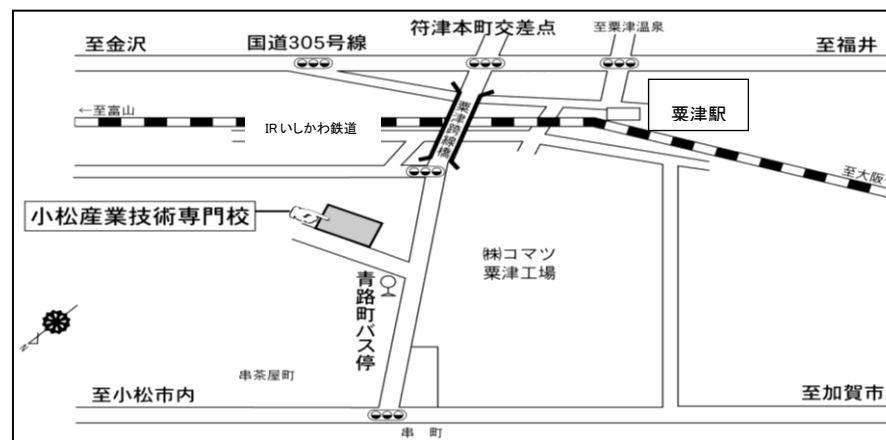 符津本町交差点
至粟津温泉
至金沢
国道305号線
至福井
←至富山
IRいしかわ鉄道
粟津跨線橋
粟津駅
至大阪
小松産業技術専門校
㈱コマツ
粟津工場
青路町バス停
N
串茶屋町
至小松市内
至加賀市
串 町